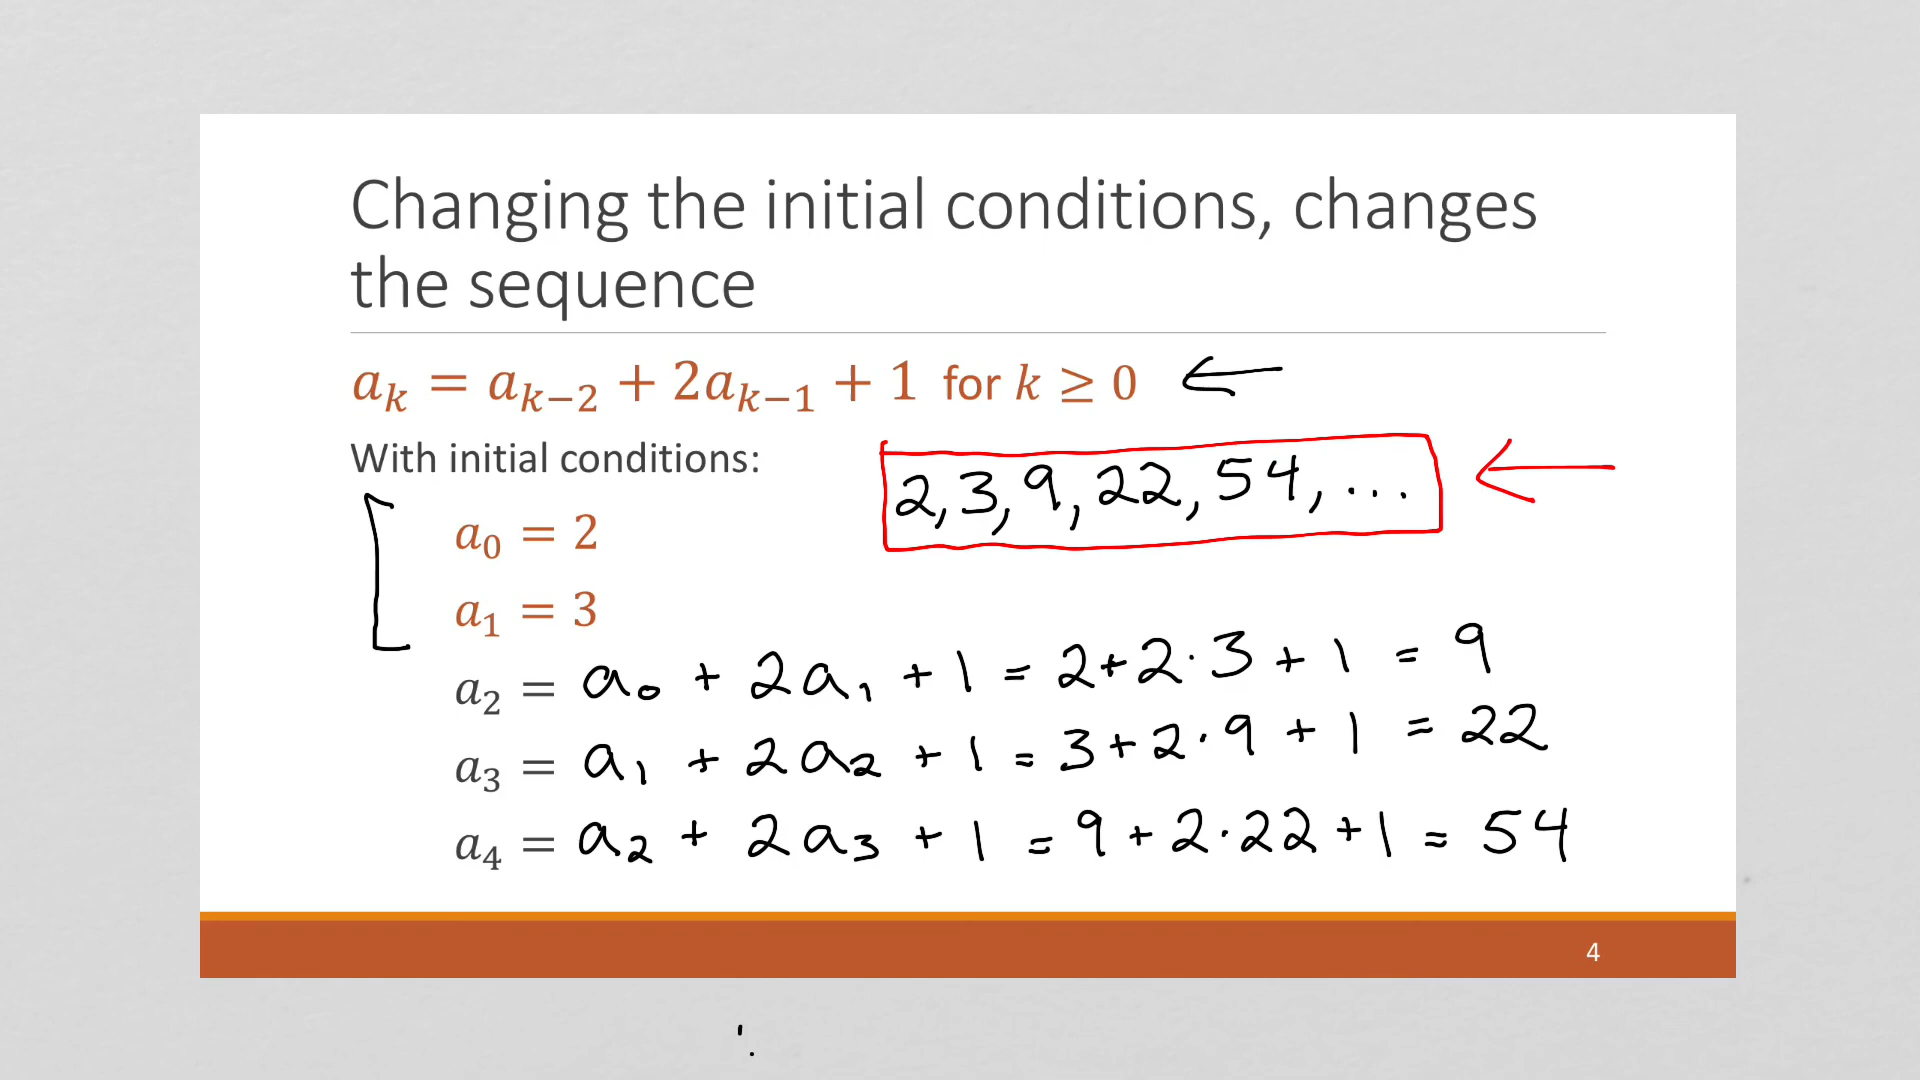 Changing the initial conditions, changes
the sequence
aₖ = aₖ₋₂ + 2aₖ₋₁ + 1 for k ≥ 0 ←
With initial conditions:
2, 3, 9, 22, 54, ... ←
a₀ = 2
a₁ = 3
a₂ = a₀ + 2a₁ + 1 = 2+2·3 + 1 = 9
a₃ = a₁ + 2a₂ + 1 = 3+2·9 + 1 = 22
a₄ = a₂ + 2a₃ + 1 = 9+2·22+1 = 54
4